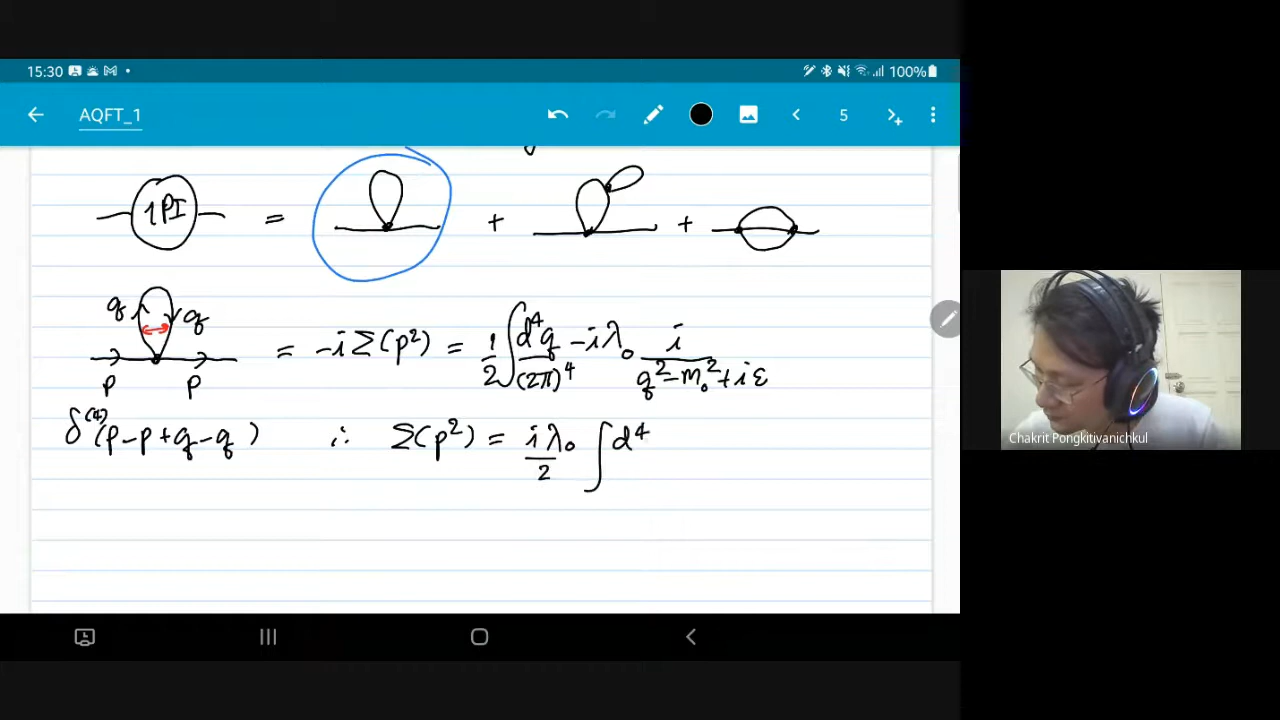 15:30 100%
AQFT_1 5
1PI = + +
q q = -i Σ(p²) = 1/2 ∫ d⁴q/(2π)⁴ -iλ₀ i/(q²-m₀²+iε)
p p
δ⁽⁴⁾(p-p+q-q) ∴ Σ(p²) = iλ₀/2 ∫ d⁴
Chakrit Pongkitivanichkul